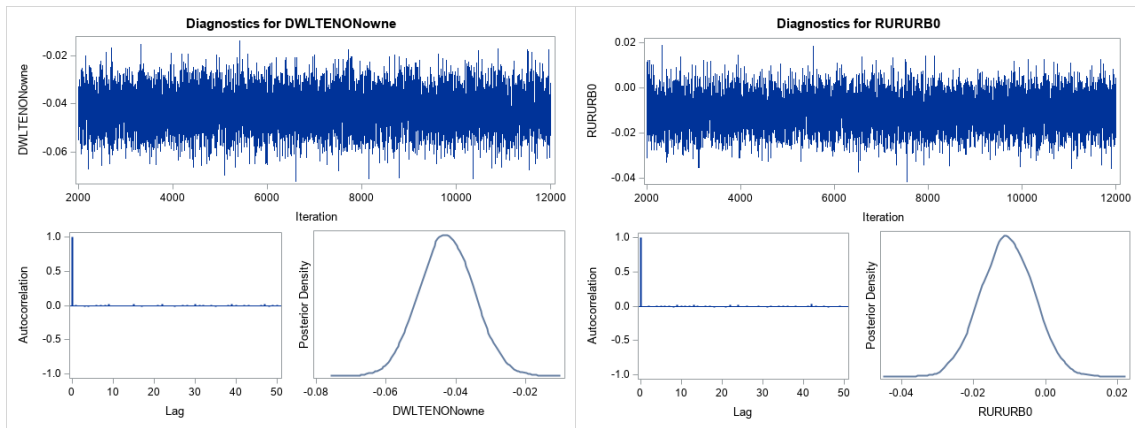 Diagnostics for DWLTENONowne
DWLTENONowne
-0.02
-0.04
-0.06
2000 4000 6000 8000 10000 12000
Iteration
Autocorrelation
1.0
0.5
0.0
-0.5
-1.0
0 10 20 30 40 50
Lag
Posterior Density
-0.08 -0.06 -0.04 -0.02
DWLTENONowne
Diagnostics for RURURB0
RURURB0
0.02
0.00
-0.02
-0.04
2000 4000 6000 8000 10000 12000
Iteration
Autocorrelation
1.0
0.5
0.0
-0.5
-1.0
0 10 20 30 40 50
Lag
Posterior Density
-0.04 -0.02 0.00 0.02
RURURB0